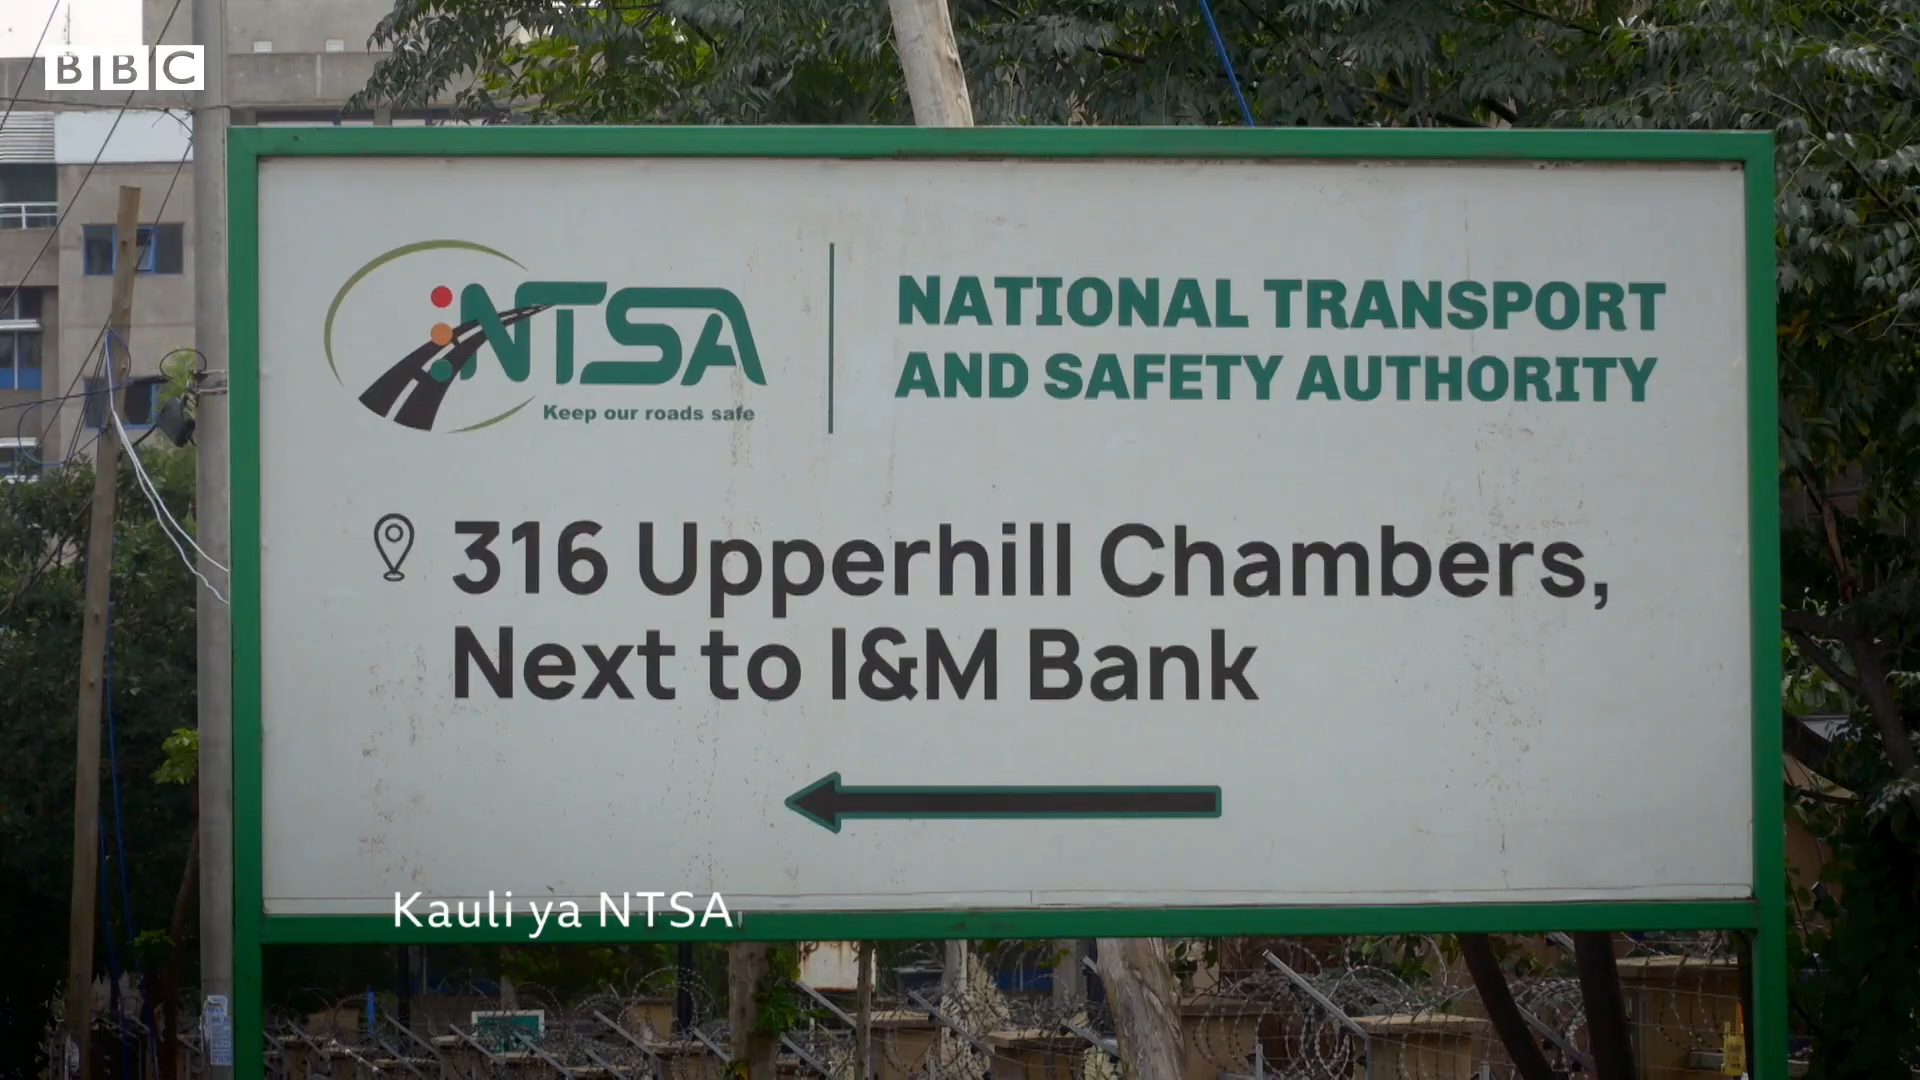 BBC
NTSA
Keep our roads safe
NATIONAL TRANSPORT
AND SAFETY AUTHORITY
316 Upperhill Chambers,
Next to I&M Bank
Kauli ya NTSA